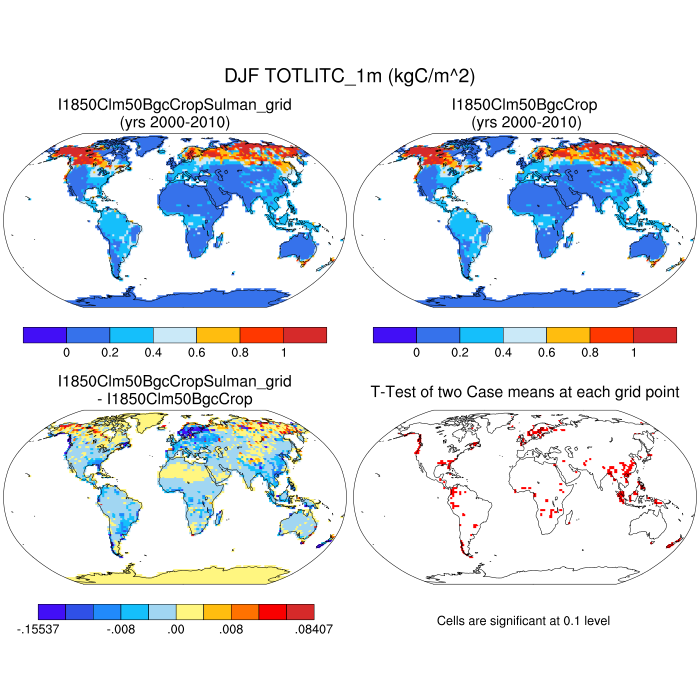 DJF TOTLITC_1m (kgC/m^2)
I1850Clm50BgcCropSulman_grid
(yrs 2000-2010)
I1850Clm50BgcCrop
(yrs 2000-2010)
0 0.2 0.4 0.6 0.8 1
0 0.2 0.4 0.6 0.8 1
I1850Clm50BgcCropSulman_grid
- I1850Clm50BgcCrop
T-Test of two Case means at each grid point
-.15537 -.008 .00 .008 .08407
Cells are significant at 0.1 level